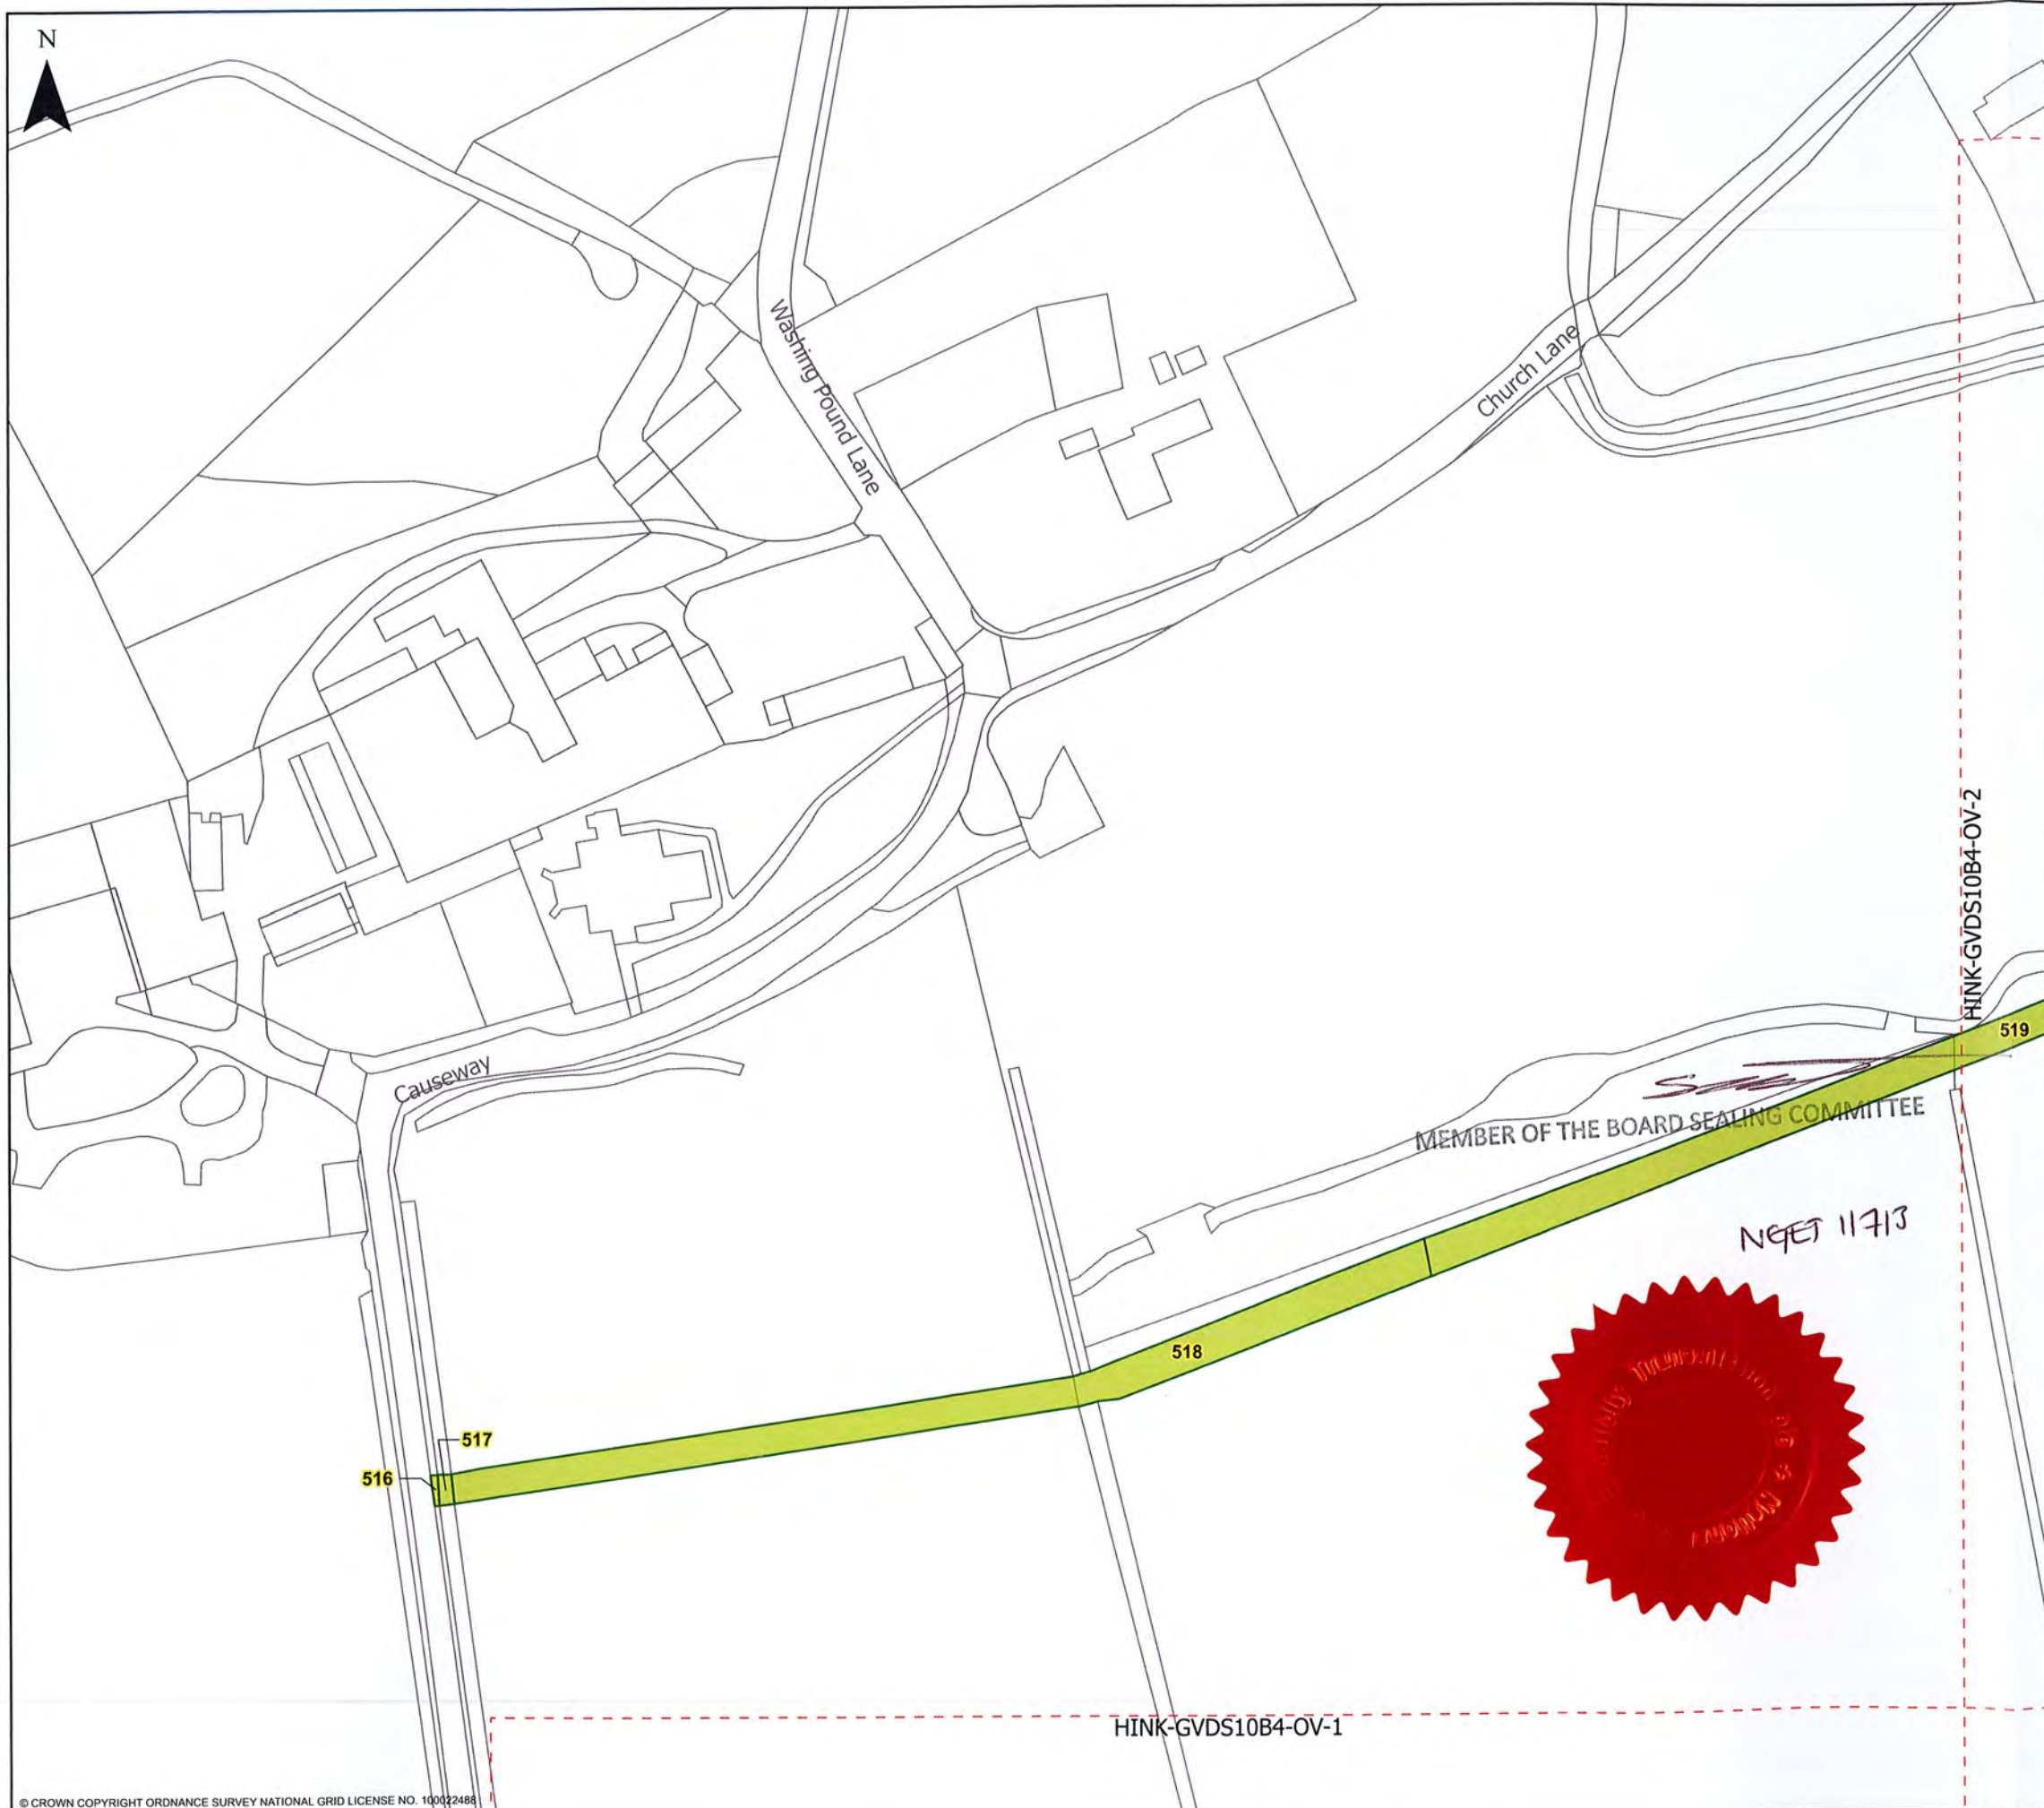 N
Washing Pound Lane
Church Lane
HINK-GVDS10B4-OV-2
519
Causeway
MEMBER OF THE BOARD SEALING COMMITTEE
NGET 11713
518
517
516
HINK-GVDS10B4-OV-1
© CROWN COPYRIGHT ORDNANCE SURVEY NATIONAL GRID LICENSE NO. 100022488